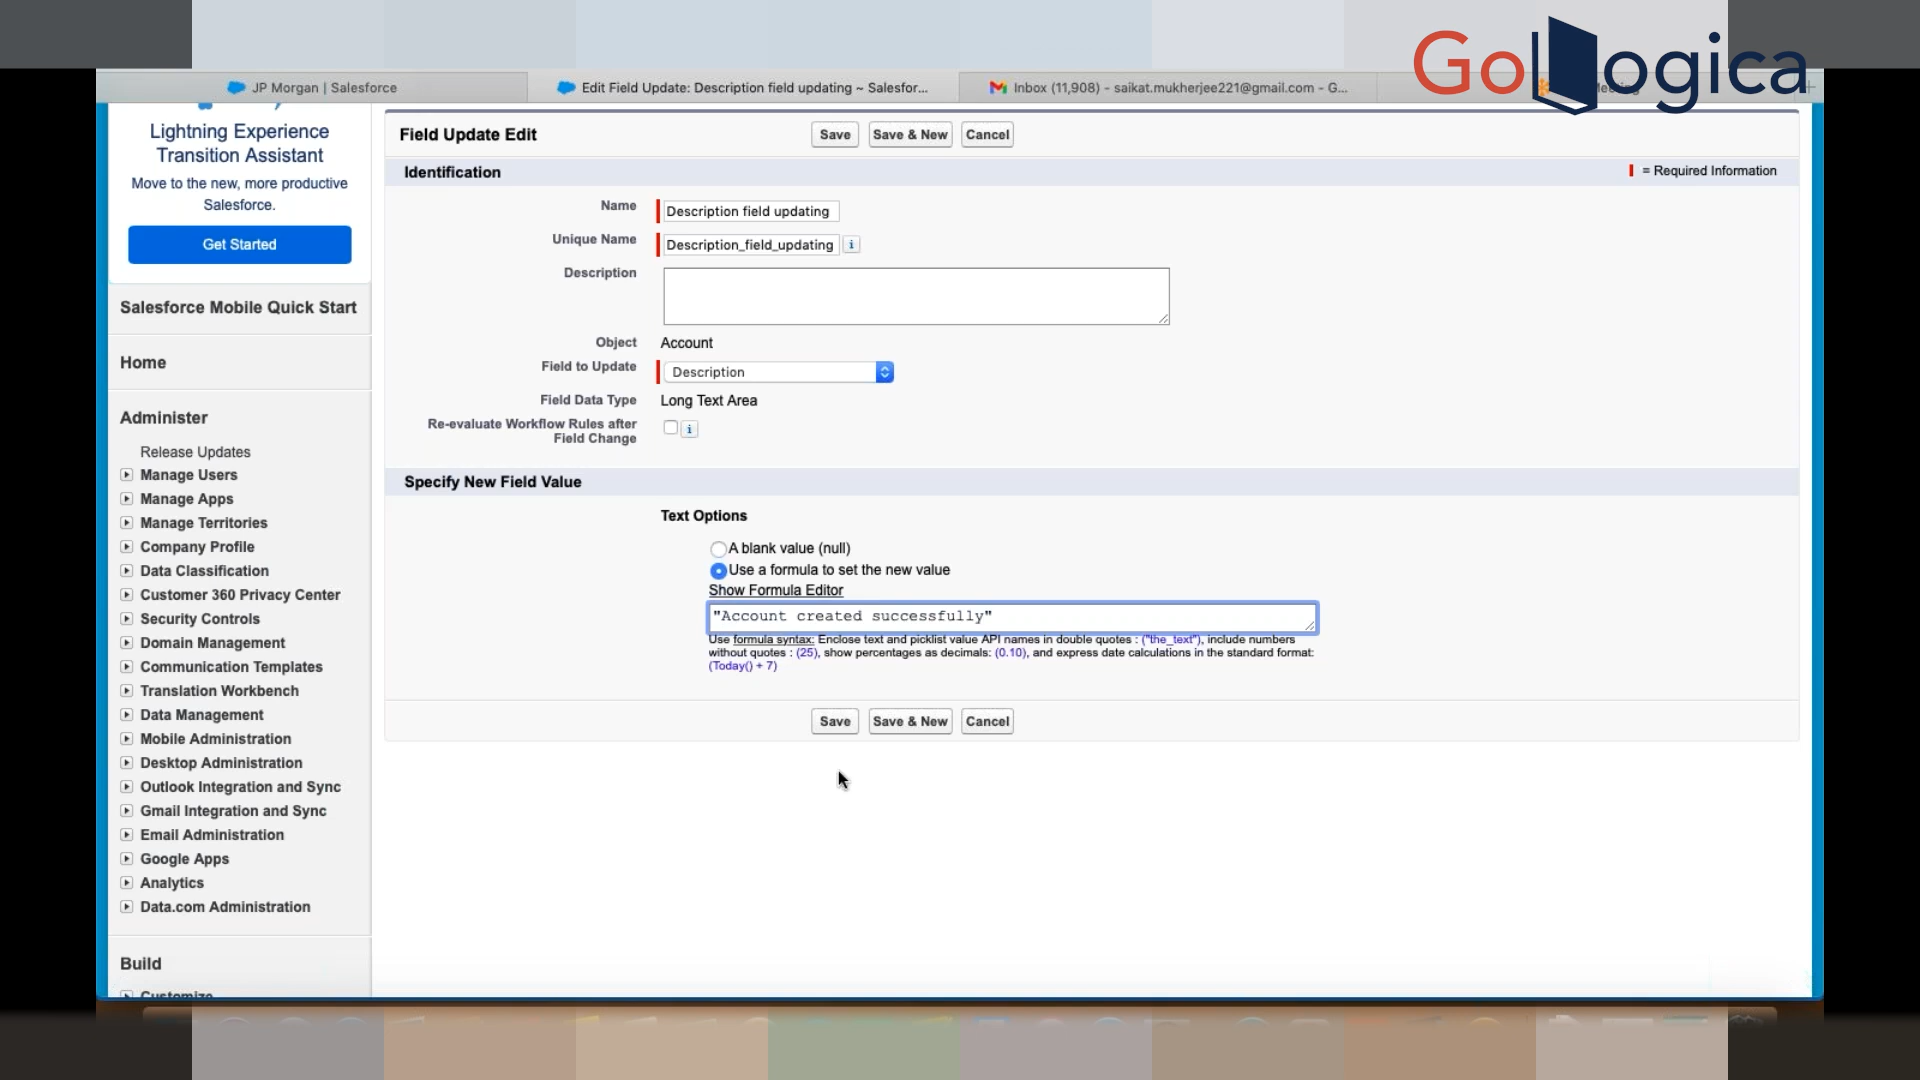 GoLogica
JP Morgan | Salesforce
Edit Field Update: Description field updating ~ Salesfor...
Inbox (11,908) - saikat.mukherjee221@gmail.com - G...
Lightning Experience
Transition Assistant
Move to the new, more productive
Salesforce.
Get Started
Salesforce Mobile Quick Start
Home
Administer
Release Updates
Manage Users
Manage Apps
Manage Territories
Company Profile
Data Classification
Customer 360 Privacy Center
Security Controls
Domain Management
Communication Templates
Translation Workbench
Data Management
Mobile Administration
Desktop Administration
Outlook Integration and Sync
Gmail Integration and Sync
Email Administration
Google Apps
Analytics
Data.com Administration
Build
Customize
Field Update Edit
Save
Save & New
Cancel
Identification
= Required Information
Name
Description field updating
Unique Name
Description_field_updating
Description
Object
Account
Field to Update
Description
Field Data Type
Long Text Area
Re-evaluate Workflow Rules after
Field Change
Specify New Field Value
Text Options
A blank value (null)
Use a formula to set the new value
Show Formula Editor
"Account created successfully"
Use formula syntax: Enclose text and picklist value API names in double quotes : ("the_text"), include numbers
without quotes : (25), show percentages as decimals: (0.10), and express date calculations in the standard format:
(Today() + 7)
Save
Save & New
Cancel